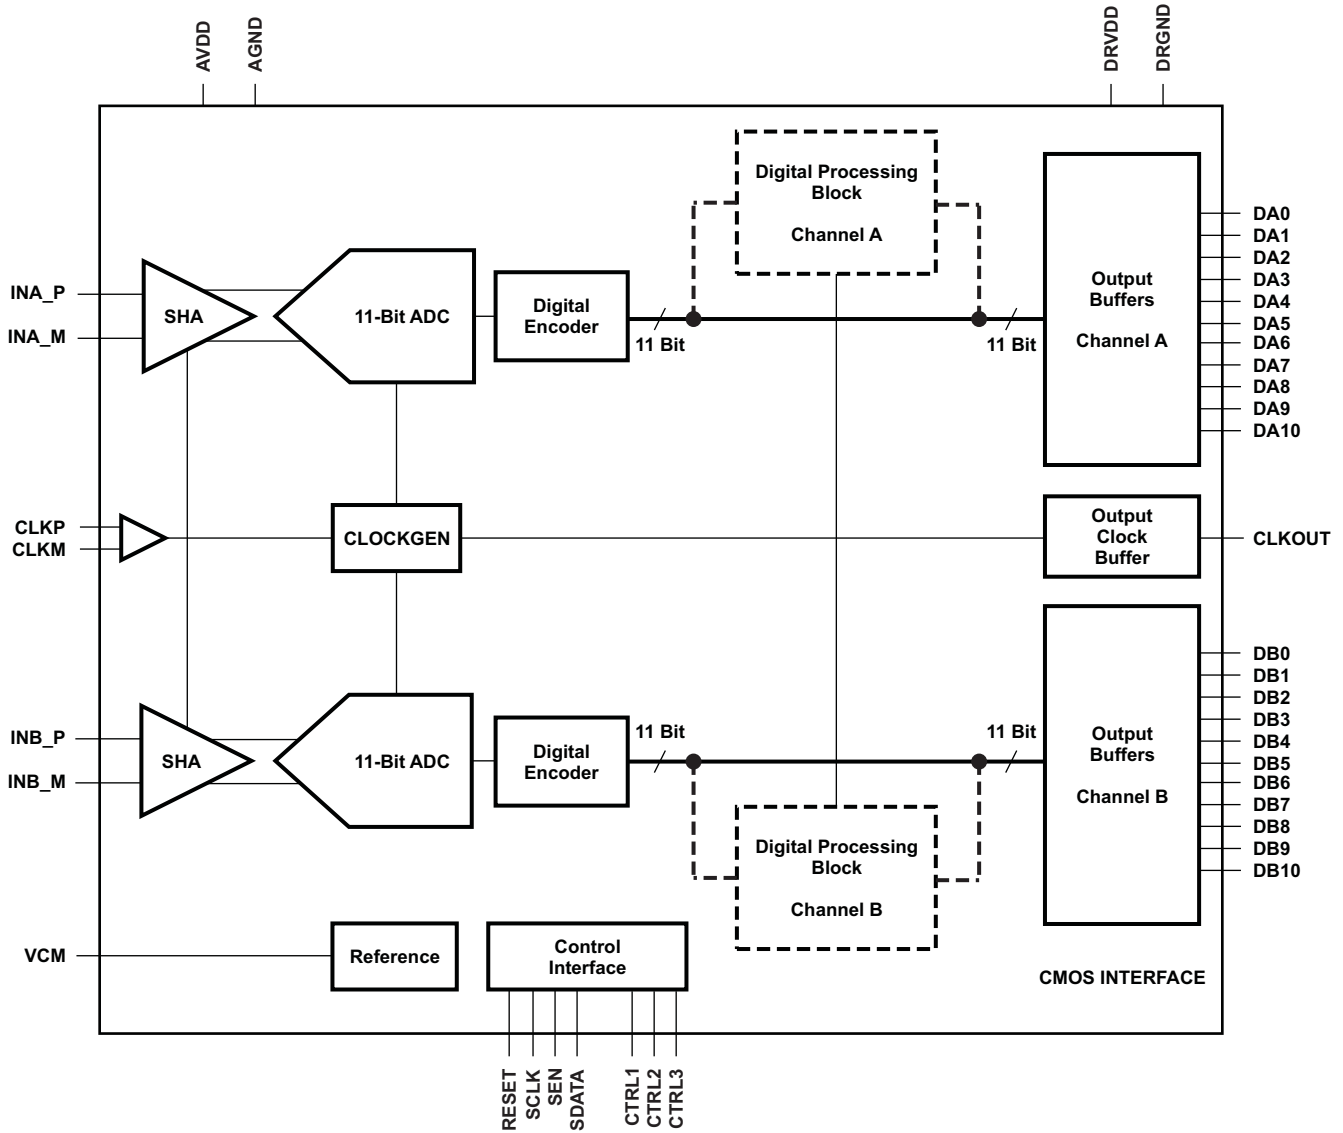 AVDD
AGND
DRVDD
DRGND
Digital Processing
Block
Channel A
INA_P
INA_M
SHA
11-Bit ADC
Digital
Encoder
11 Bit
11 Bit
Output
Buffers
Channel A
DA0
DA1
DA2
DA3
DA4
DA5
DA6
DA7
DA8
DA9
DA10
CLKP
CLKM
CLOCKGEN
Output
Clock
Buffer
CLKOUT
INB_P
INB_M
SHA
11-Bit ADC
Digital
Encoder
11 Bit
11 Bit
Digital Processing
Block
Channel B
Output
Buffers
Channel B
DB0
DB1
DB2
DB3
DB4
DB5
DB6
DB7
DB8
DB9
DB10
VCM
Reference
Control
Interface
CMOS INTERFACE
RESET
SCLK
SEN
SDATA
CTRL1
CTRL2
CTRL3